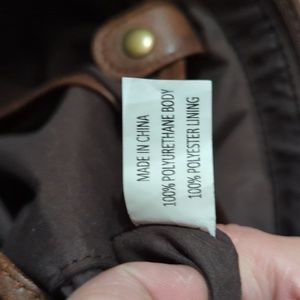 MADE IN CHINA
100% POLYURETHANE BODY
100% POLYESTER LINING